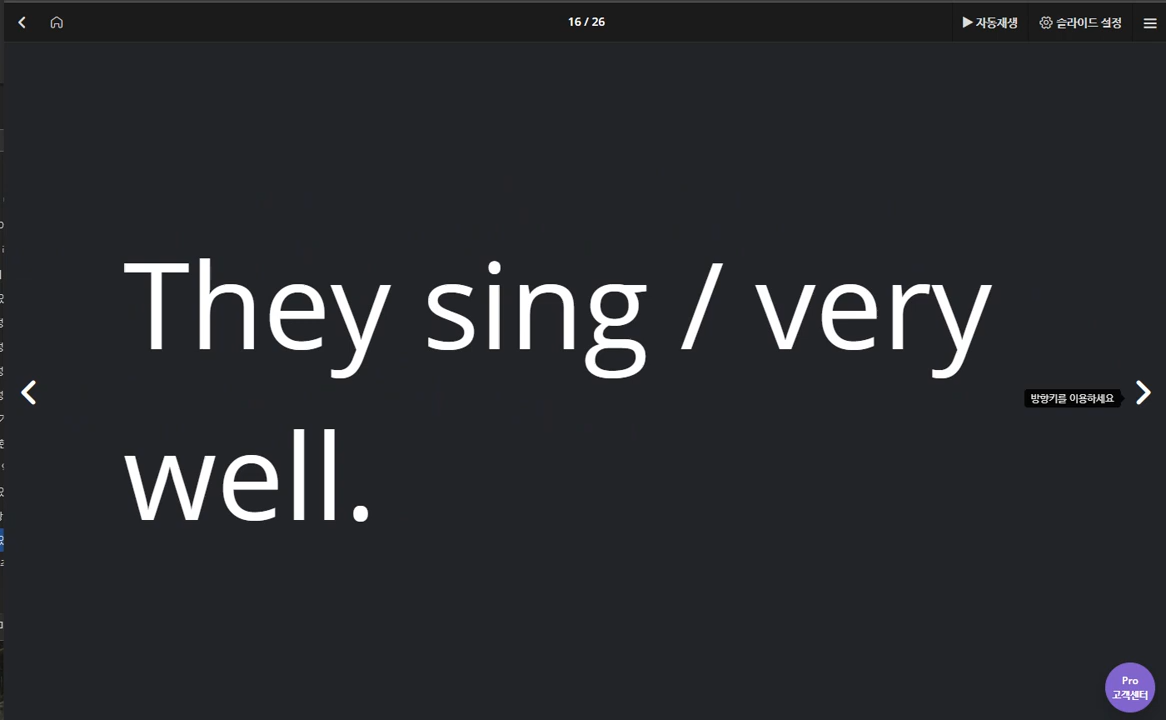 16 / 26
▶ 자동재생
슬라이드 설정
They sing / very
well.
방향키를 이용하세요
Pro
고객센터